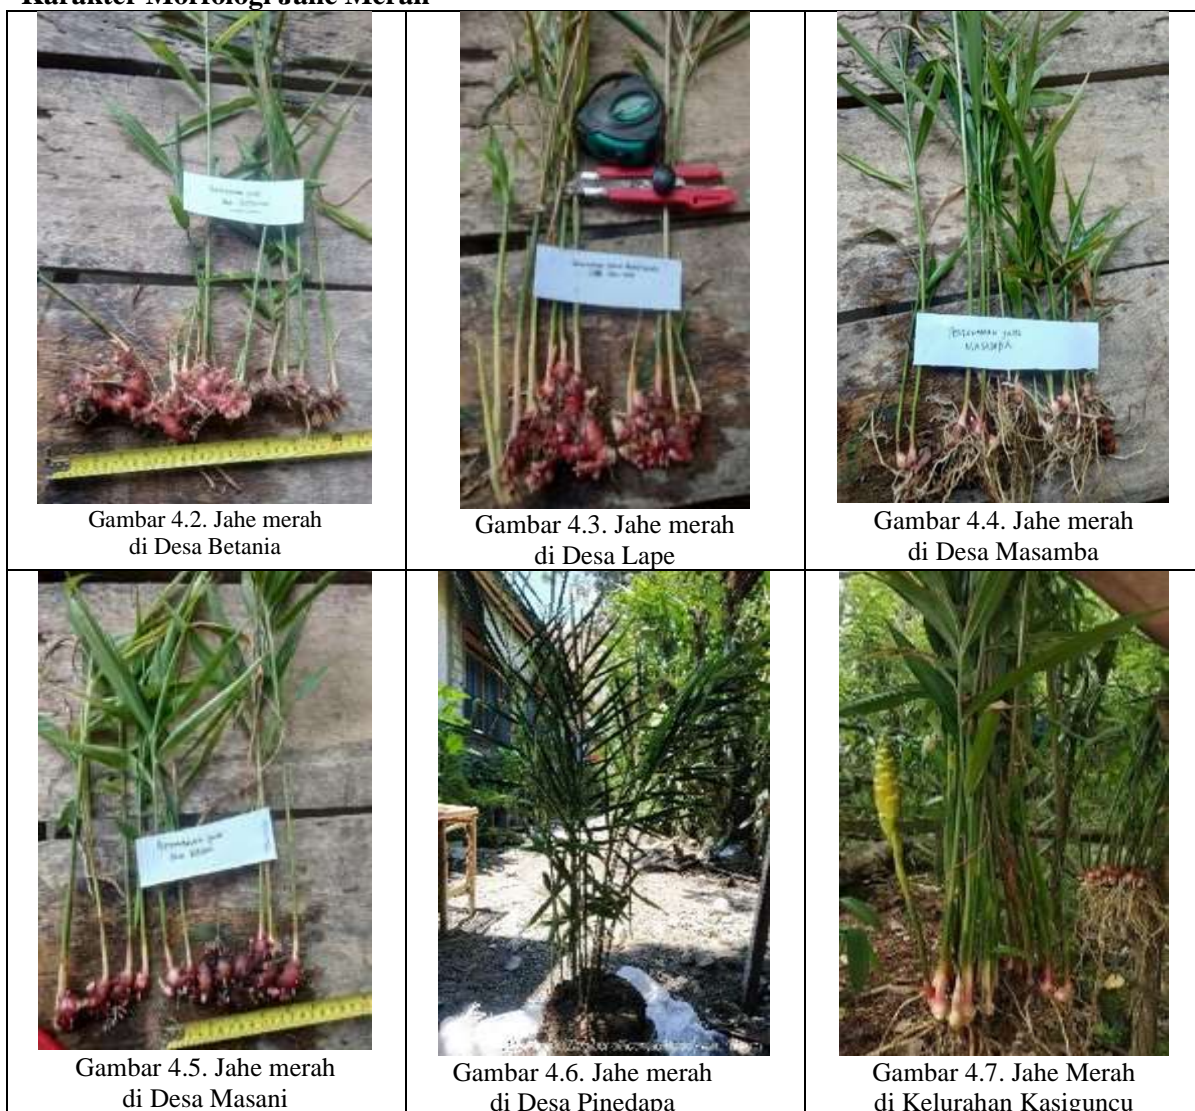 Karakter Morfologi Jahe Merah
Gambar 4.2. Jahe merah
di Desa Betania
Gambar 4.3. Jahe merah
di Desa Lape
Gambar 4.4. Jahe merah
di Desa Masamba
Gambar 4.5. Jahe merah
di Desa Masani
Gambar 4.6. Jahe merah
di Desa Pinedapa
Gambar 4.7. Jahe Merah
di Kelurahan Kasiguncu